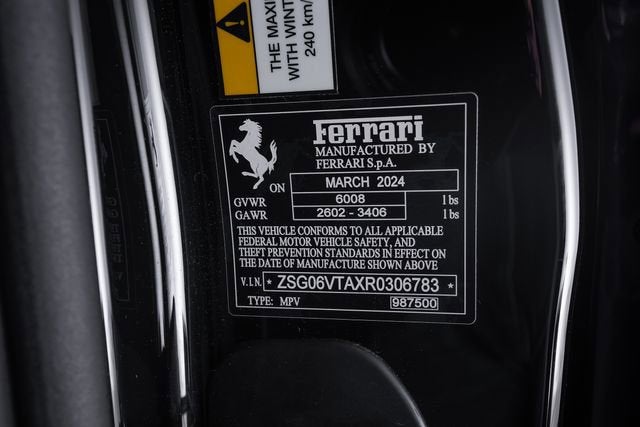 THE MAXI
WITH WINT
240 km/
Ferrari
MANUFACTURED BY
FERRARI S.p.A.
ON MARCH 2024
GVWR 6008 lbs
GAWR 2602 - 3406 lbs
THIS VEHICLE CONFORMS TO ALL APPLICABLE
FEDERAL MOTOR VEHICLE SAFETY, AND
THEFT PREVENTION STANDARDS IN EFFECT ON
THE DATE OF MANUFACTURE SHOWN ABOVE
V.I.N. * ZSG06VTAXR0306783 *
TYPE: MPV 987500